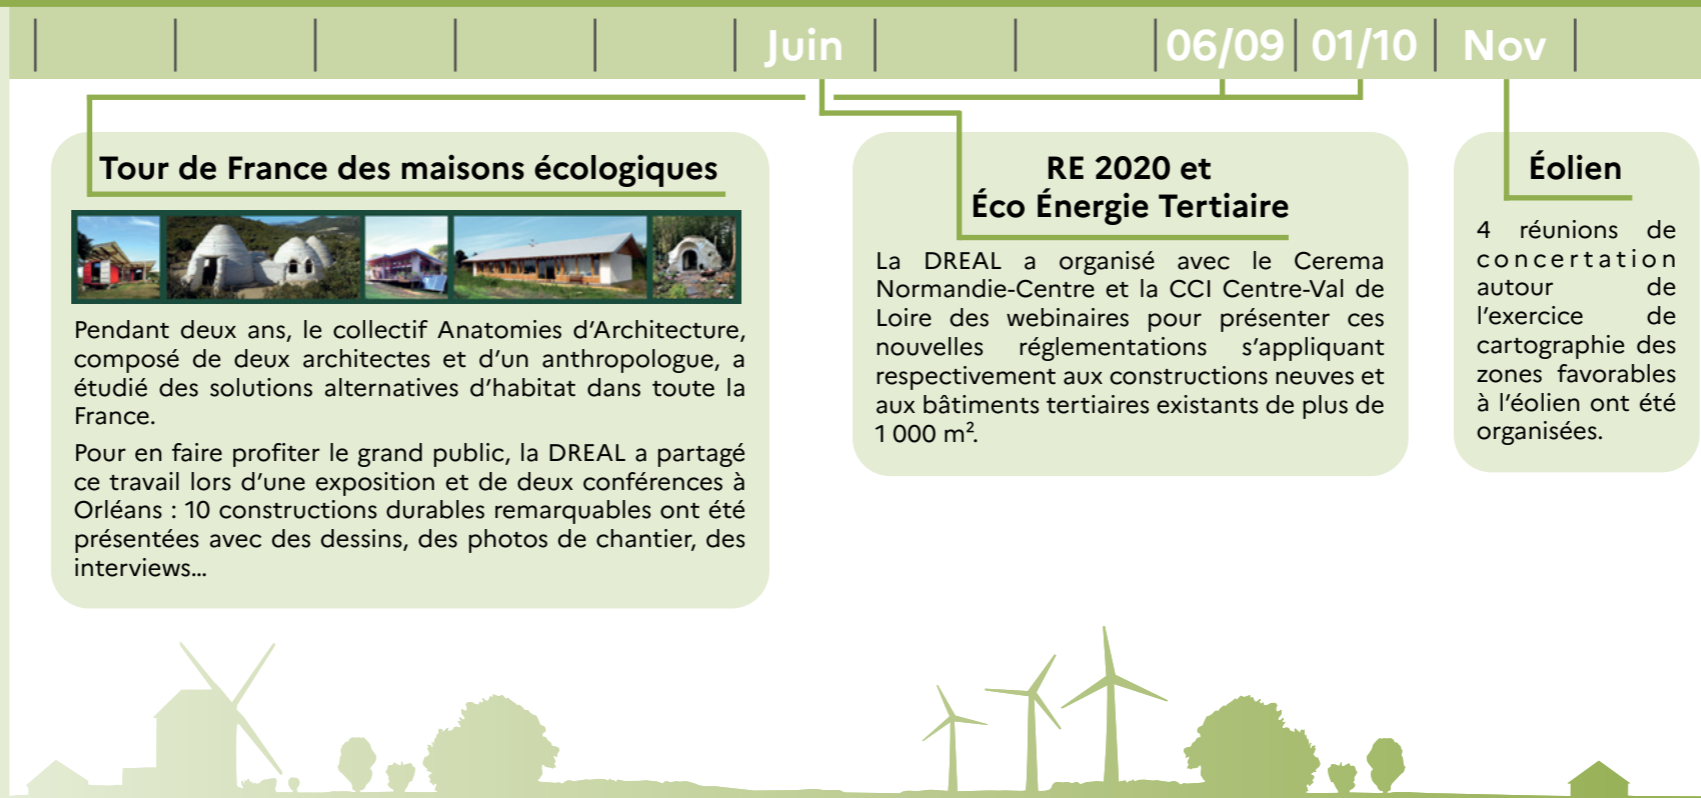 Juin
06/09
01/10
Nov
Tour de France des maisons écologiques
Pendant deux ans, le collectif Anatomies d’Architecture,
composé de deux architectes et d’un anthropologue, a
étudié des solutions alternatives d’habitat dans toute la
France.
Pour en faire profiter le grand public, la DREAL a partagé
ce travail lors d’une exposition et de deux conférences à
Orléans : 10 constructions durables remarquables ont été
présentées avec des dessins, des photos de chantier, des
interviews…
RE 2020 et
Éco Énergie Tertiaire
La DREAL a organisé avec le Cerema
Normandie-Centre et la CCI Centre-Val de
Loire des webinaires pour présenter ces
nouvelles réglementations s’appliquant
respectivement aux constructions neuves et
aux bâtiments tertiaires existants de plus de
1 000 m².
Éolien
4 réunions de
concertation
autour de
l’exercice de
cartographie des
zones favorables
à l’éolien ont été
organisées.